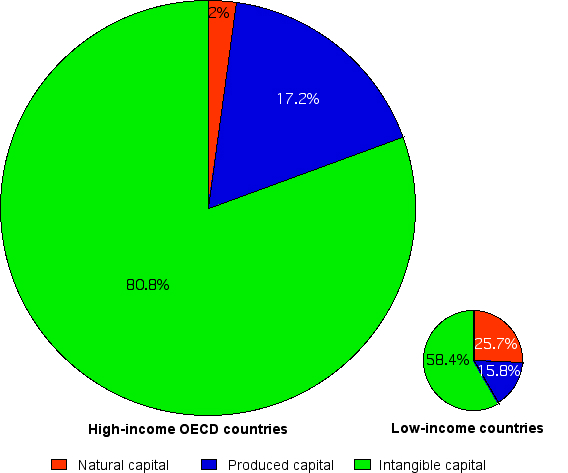 2%
17.2%
80.8%
25.7%
58.4%
15.8%
High-income OECD countries
Low-income countries
Natural capital
Produced capital
Intangible capital